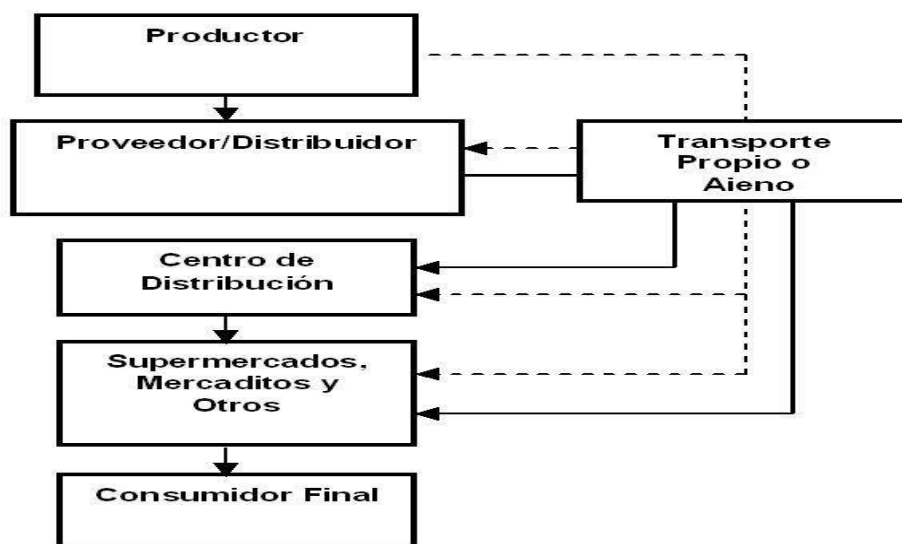 Productor
Proveedor/Distribuidor
Transporte
Propio o
Aieno
Centro de
Distribución
Supermercados,
Mercaditos y
Otros
Consumidor Final